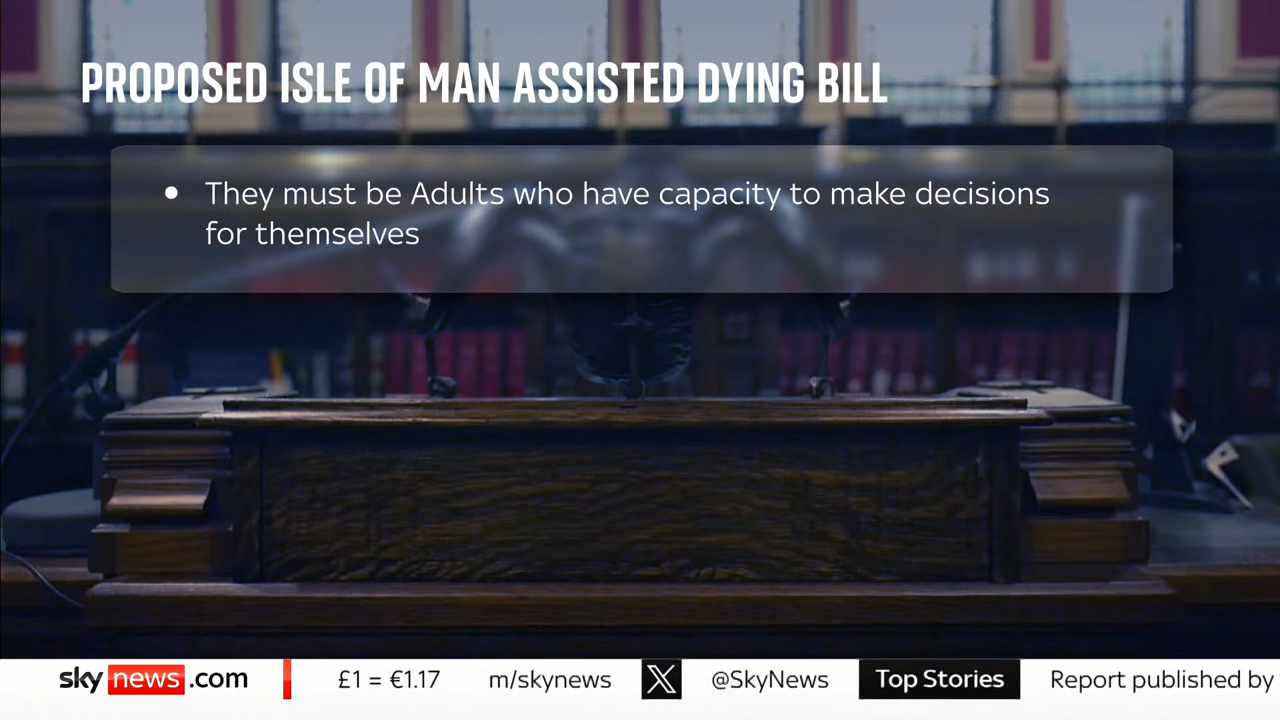 PROPOSED ISLE OF MAN ASSISTED DYING BILL
• They must be Adults who have capacity to make decisions
for themselves
sky news.com £1 = €1.17 m/skynews X @SkyNews Top Stories Report published by